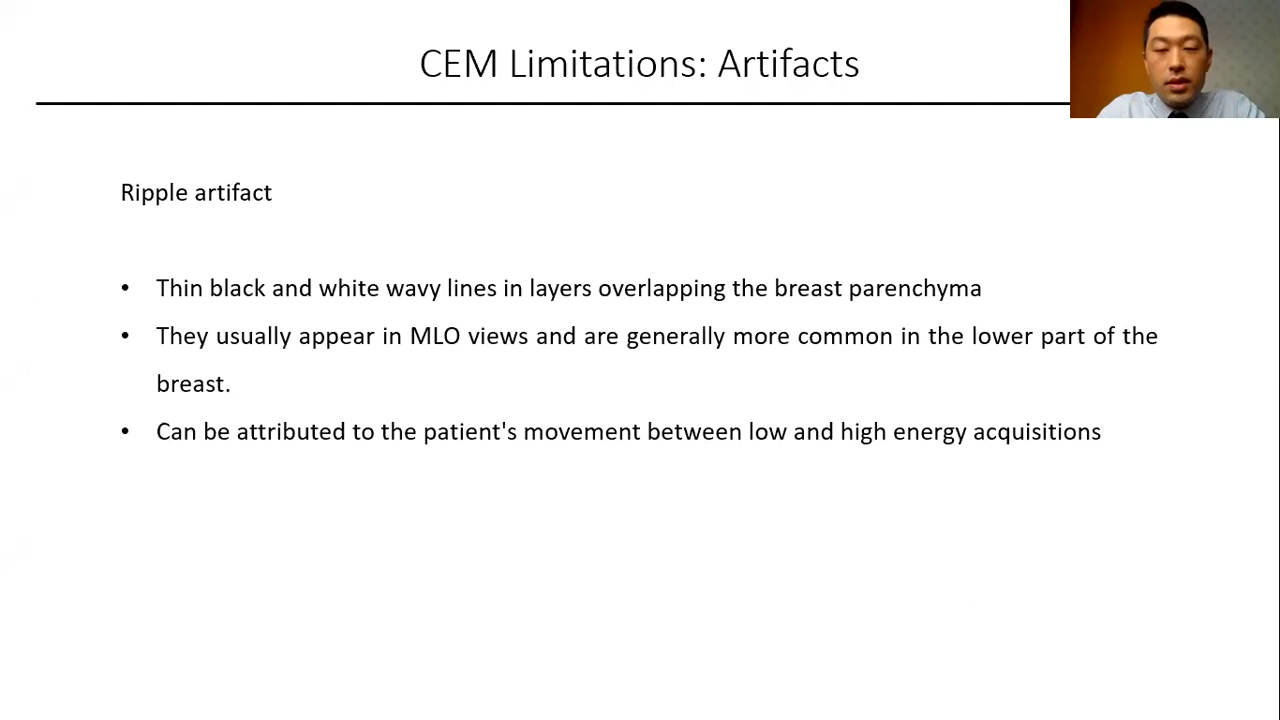 CEM Limitations: Artifacts
Ripple artifact
• Thin black and white wavy lines in layers overlapping the breast parenchyma
• They usually appear in MLO views and are generally more common in the lower part of the
breast.
• Can be attributed to the patient's movement between low and high energy acquisitions